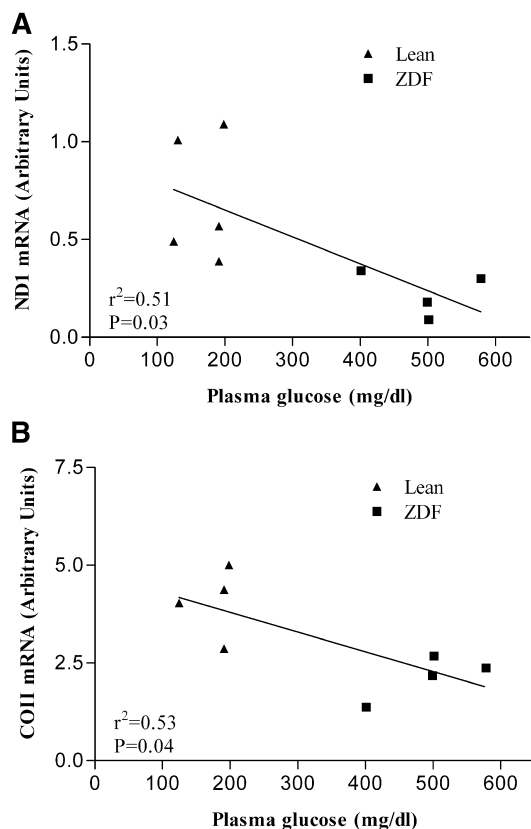 A
ND1 mRNA (Arbitrary Units)
1.5
1.0
0.5
0.0
Lean
ZDF
r²=0.51
P=0.03
0 100 200 300 400 500 600
Plasma glucose (mg/dl)
B
COII mRNA (Arbitrary Units)
7.5
5.0
2.5
0.0
Lean
ZDF
r²=0.53
P=0.04
0 100 200 300 400 500 600
Plasma glucose (mg/dl)